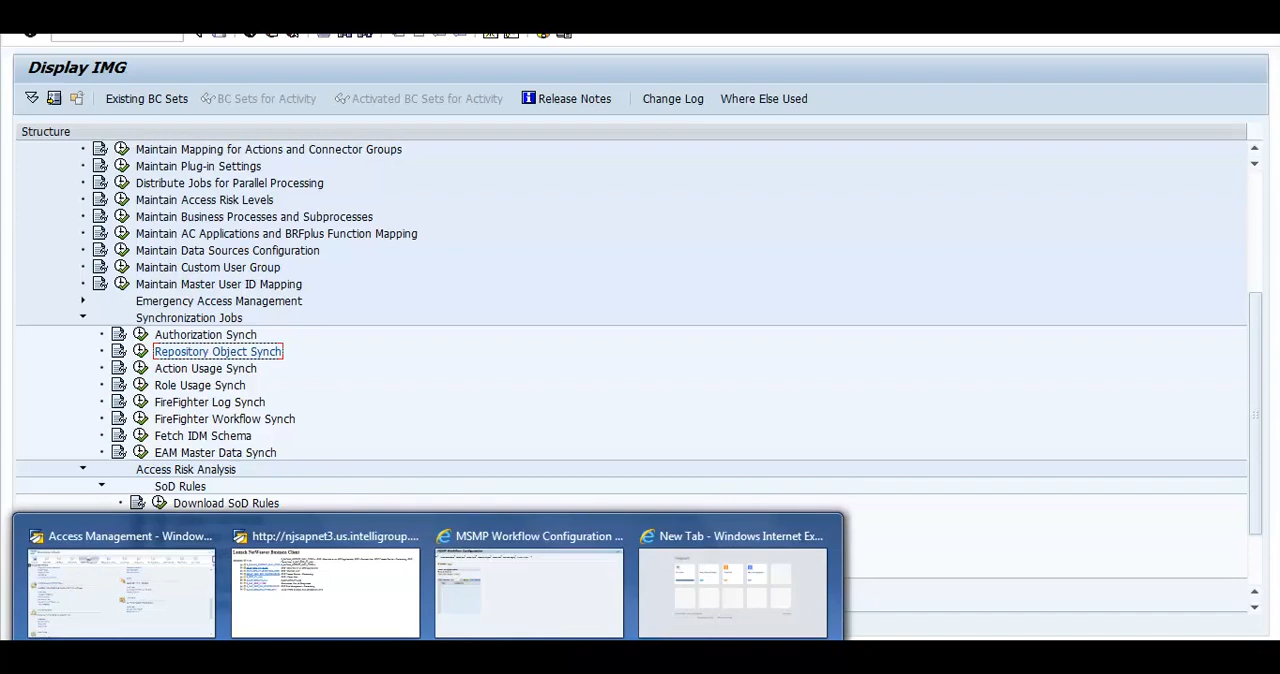 Display IMG
Existing BC Sets BC Sets for Activity Activated BC Sets for Activity Release Notes Change Log Where Else Used
Structure
Maintain Mapping for Actions and Connector Groups
Maintain Plug-in Settings
Distribute Jobs for Parallel Processing
Maintain Access Risk Levels
Maintain Business Processes and Subprocesses
Maintain AC Applications and BRFplus Function Mapping
Maintain Data Sources Configuration
Maintain Custom User Group
Maintain Master User ID Mapping
Emergency Access Management
Synchronization Jobs
Authorization Synch
Repository Object Synch
Action Usage Synch
Role Usage Synch
FireFighter Log Synch
FireFighter Workflow Synch
Fetch IDM Schema
EAM Master Data Synch
Access Risk Analysis
SoD Rules
Download SoD Rules
Access Management - Window... http://njsapnet3.us.intelligroup.... MSMP Workflow Configuration ... New Tab - Windows Internet Ex...